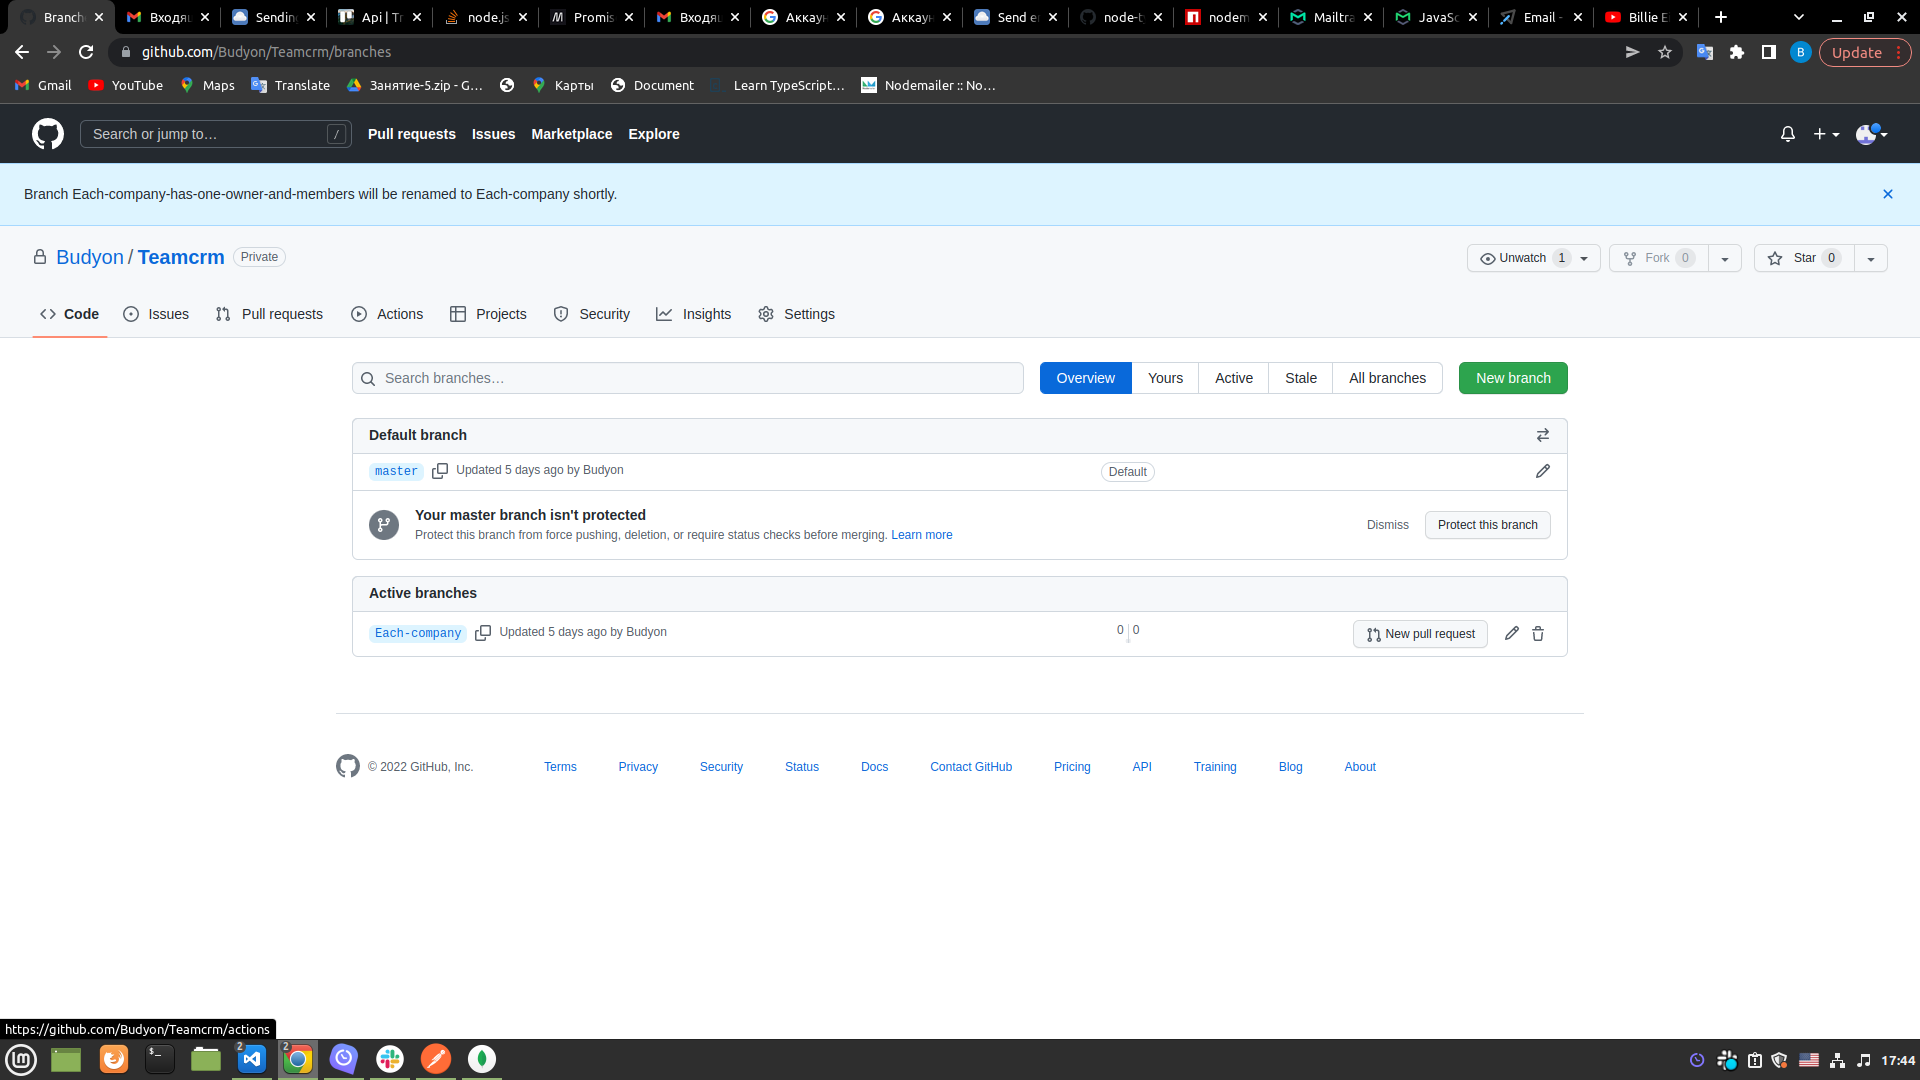 Branche
Входящ
Sending
Api | Tr
node.js
Promis
Входящ
Аккаун
Аккаун
Send e
node-t
nodem
Mailtra
JavaSc
Email -
Billie E
github.com/Budyon/Teamcrm/branches
B
Update
Gmail
YouTube
Maps
Translate
Занятие-5.zip - G...
Карты
Document
Learn TypeScript...
Nodemailer :: No...
Search or jump to...
/
Pull requests
Issues
Marketplace
Explore
Branch Each-company-has-one-owner-and-members will be renamed to Each-company shortly.
Budyon / Teamcrm
Private
Unwatch 1
Fork 0
Star 0
Code
Issues
Pull requests
Actions
Projects
Security
Insights
Settings
Search branches...
Overview
Yours
Active
Stale
All branches
New branch
Default branch
master
Updated 5 days ago by Budyon
Default
Your master branch isn't protected
Protect this branch from force pushing, deletion, or require status checks before merging. Learn more
Dismiss
Protect this branch
Active branches
Each-company
Updated 5 days ago by Budyon
0 | 0
New pull request
© 2022 GitHub, Inc.
Terms
Privacy
Security
Status
Docs
Contact GitHub
Pricing
API
Training
Blog
About
https://github.com/Budyon/Teamcrm/actions
2
2
17:44